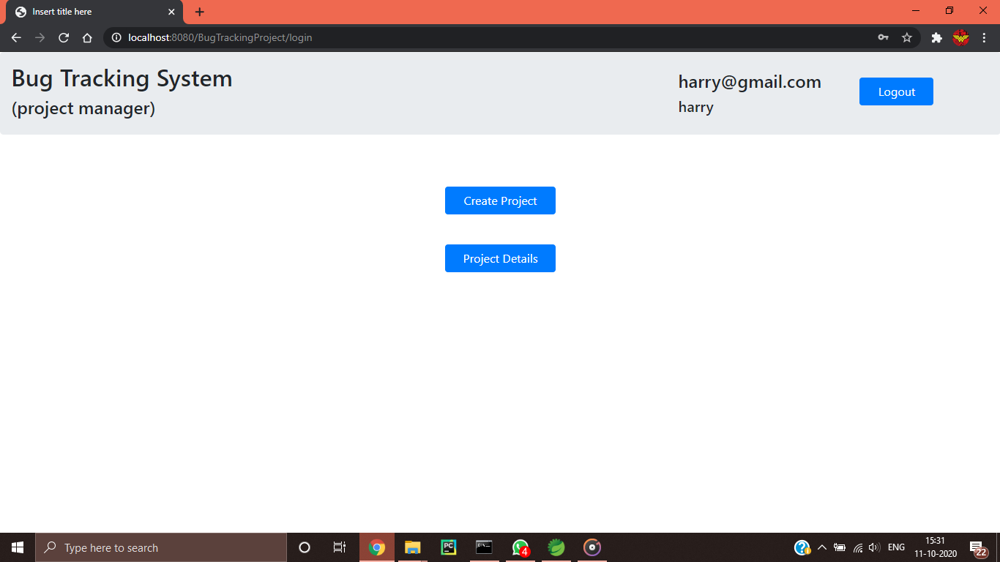 Insert title here
localhost:8080/BugTrackingProject/login
Bug Tracking System
(project manager)
harry@gmail.com
harry
Logout
Create Project
Project Details
Type here to search
PC
C:\_
4
ENG
15:31
11-10-2020
22